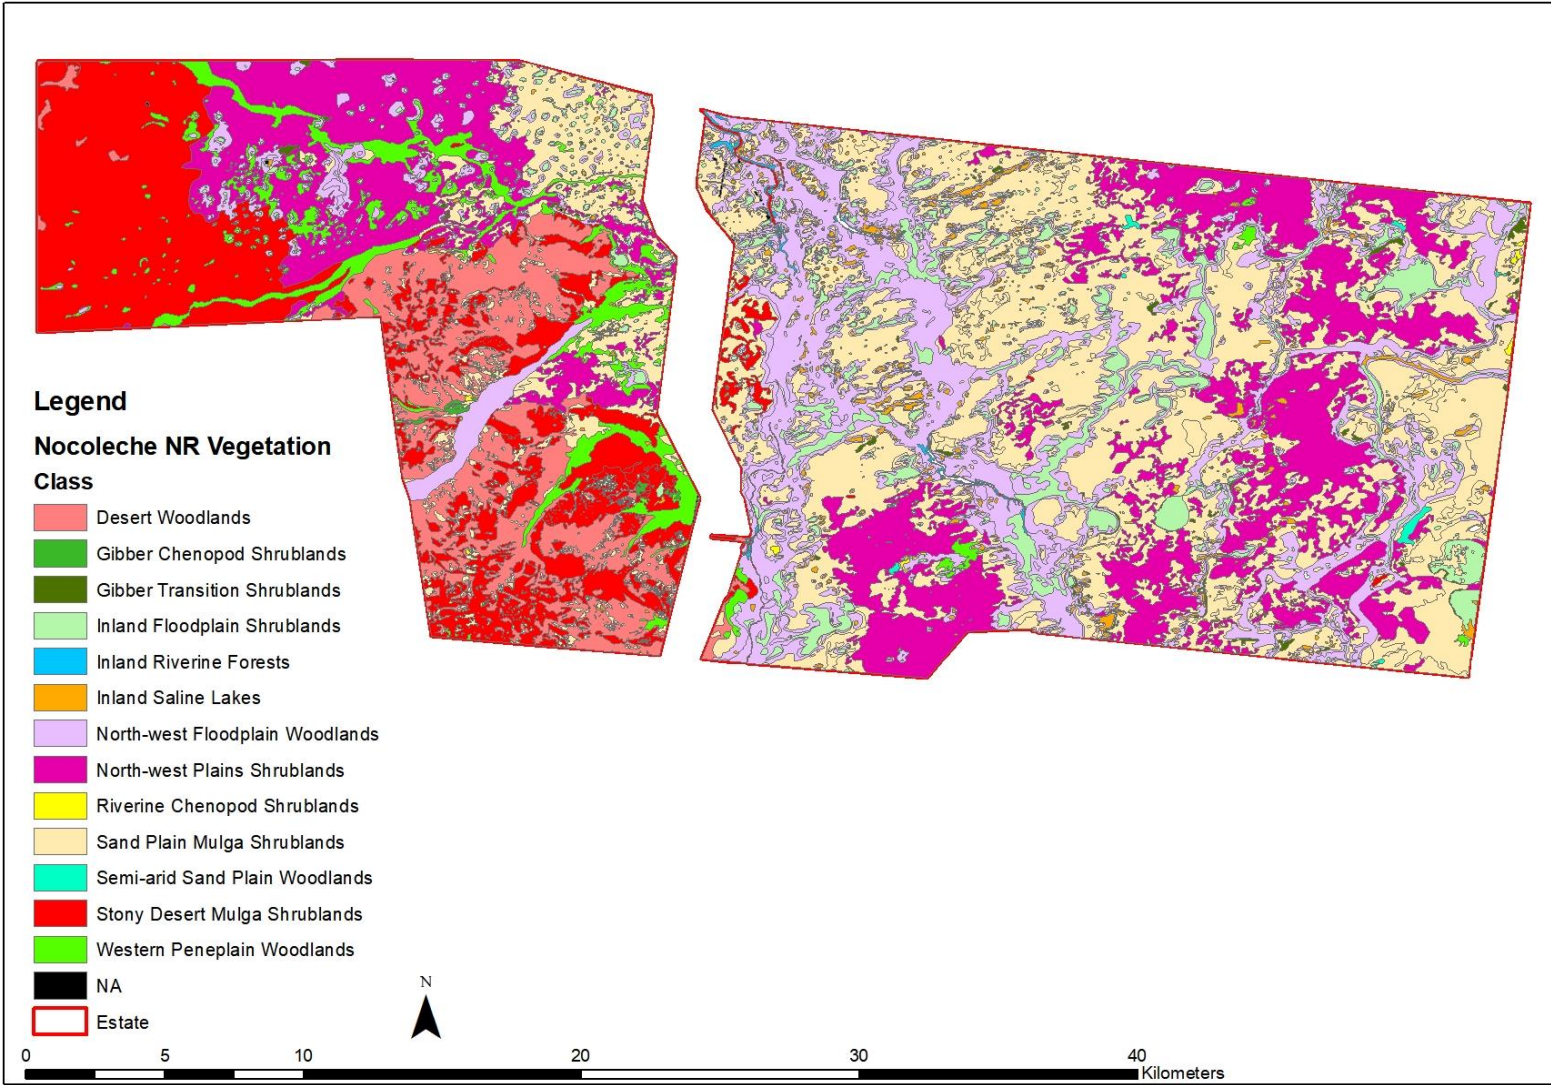 Legend
Nocoleche NR Vegetation
Class
Desert Woodlands
Gibber Chenopod Shrublands
Gibber Transition Shrublands
Inland Floodplain Shrublands
Inland Riverine Forests
Inland Saline Lakes
North-west Floodplain Woodlands
North-west Plains Shrublands
Riverine Chenopod Shrublands
Sand Plain Mulga Shrublands
Semi-arid Sand Plain Woodlands
Stony Desert Mulga Shrublands
Western Peneplain Woodlands
NA
Estate
N
0 5 10 20 30 40
Kilometers